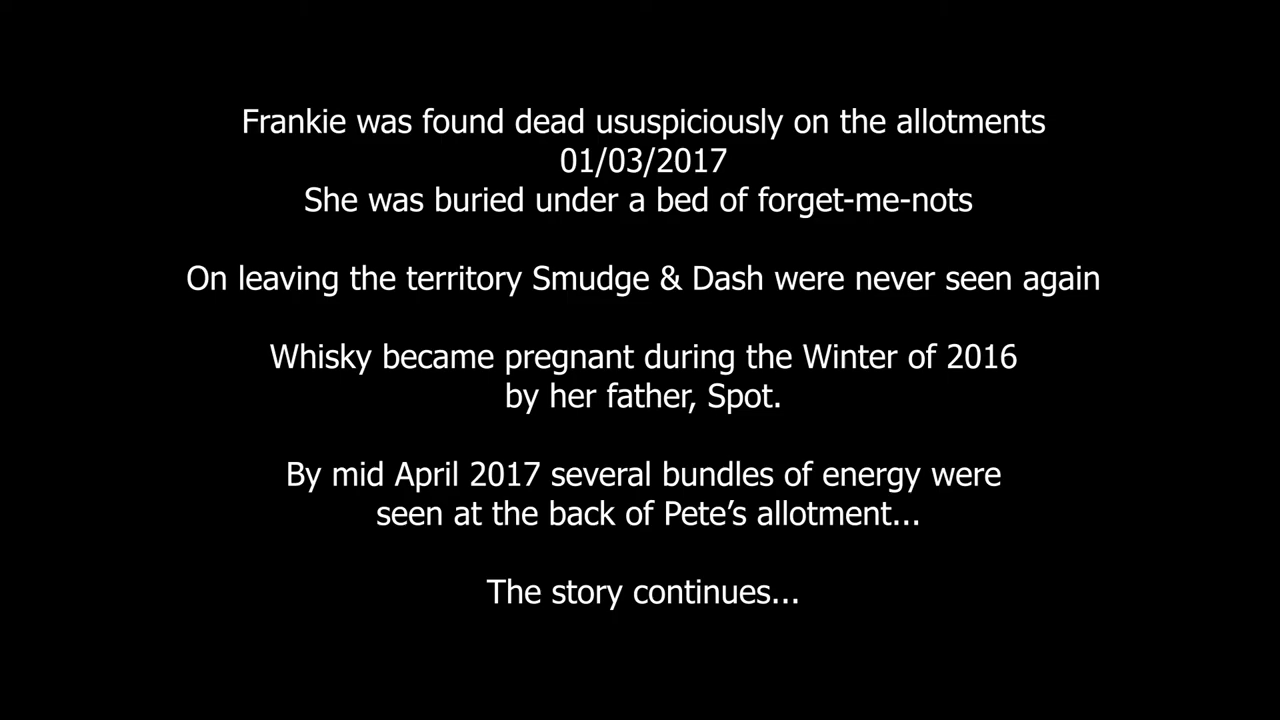 Frankie was found dead ususpiciously on the allotments
01/03/2017
She was buried under a bed of forget-me-nots
On leaving the territory Smudge & Dash were never seen again
Whisky became pregnant during the Winter of 2016
by her father, Spot.
By mid April 2017 several bundles of energy were
seen at the back of Pete’s allotment...
The story continues...